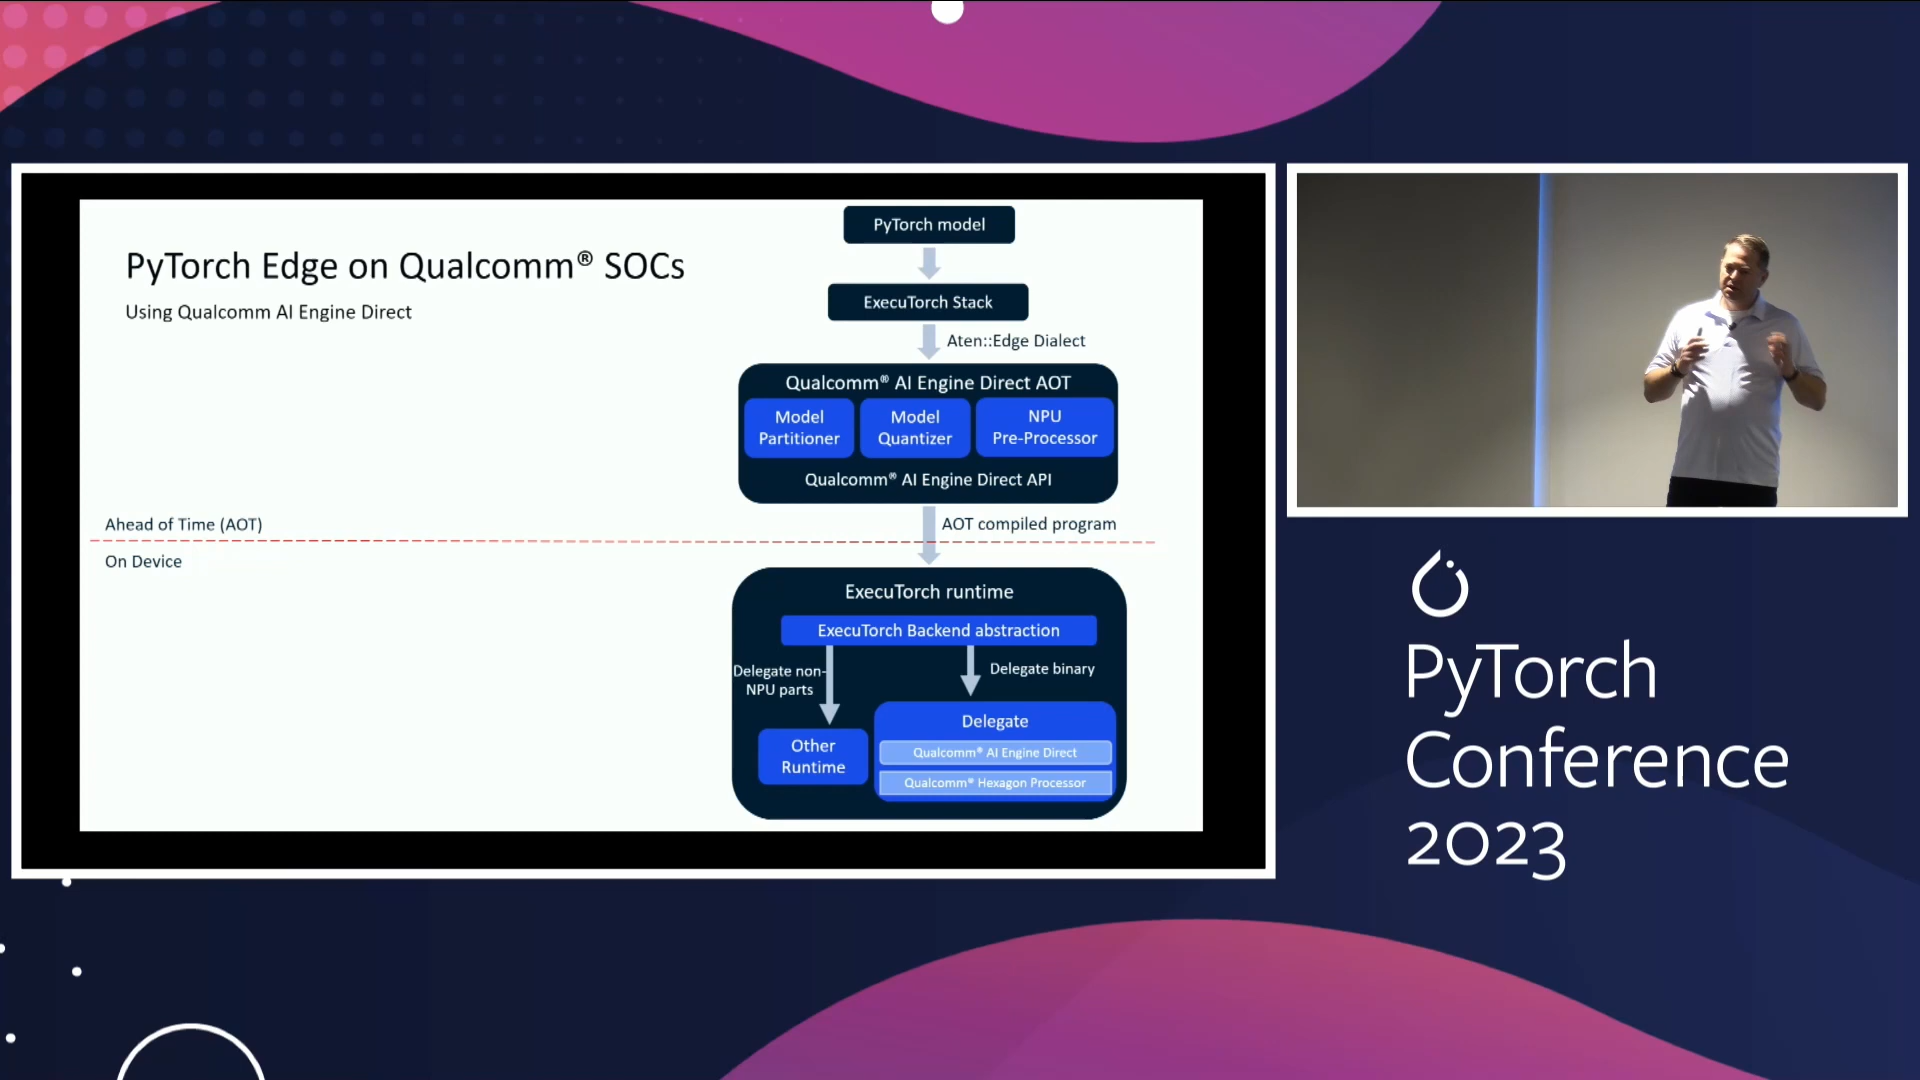 PyTorch Edge on Qualcomm® SOCs
Using Qualcomm AI Engine Direct
PyTorch model
ExecuTorch Stack
Aten::Edge Dialect
Qualcomm® AI Engine Direct AOT
Model
Partitioner
Model
Quantizer
NPU
Pre-Processor
Qualcomm® AI Engine Direct API
Ahead of Time (AOT)
AOT compiled program
On Device
ExecuTorch runtime
ExecuTorch Backend abstraction
Delegate non-
NPU parts
Delegate binary
Other
Runtime
Delegate
Qualcomm® AI Engine Direct
Qualcomm® Hexagon Processor
PyTorch
Conference
2023